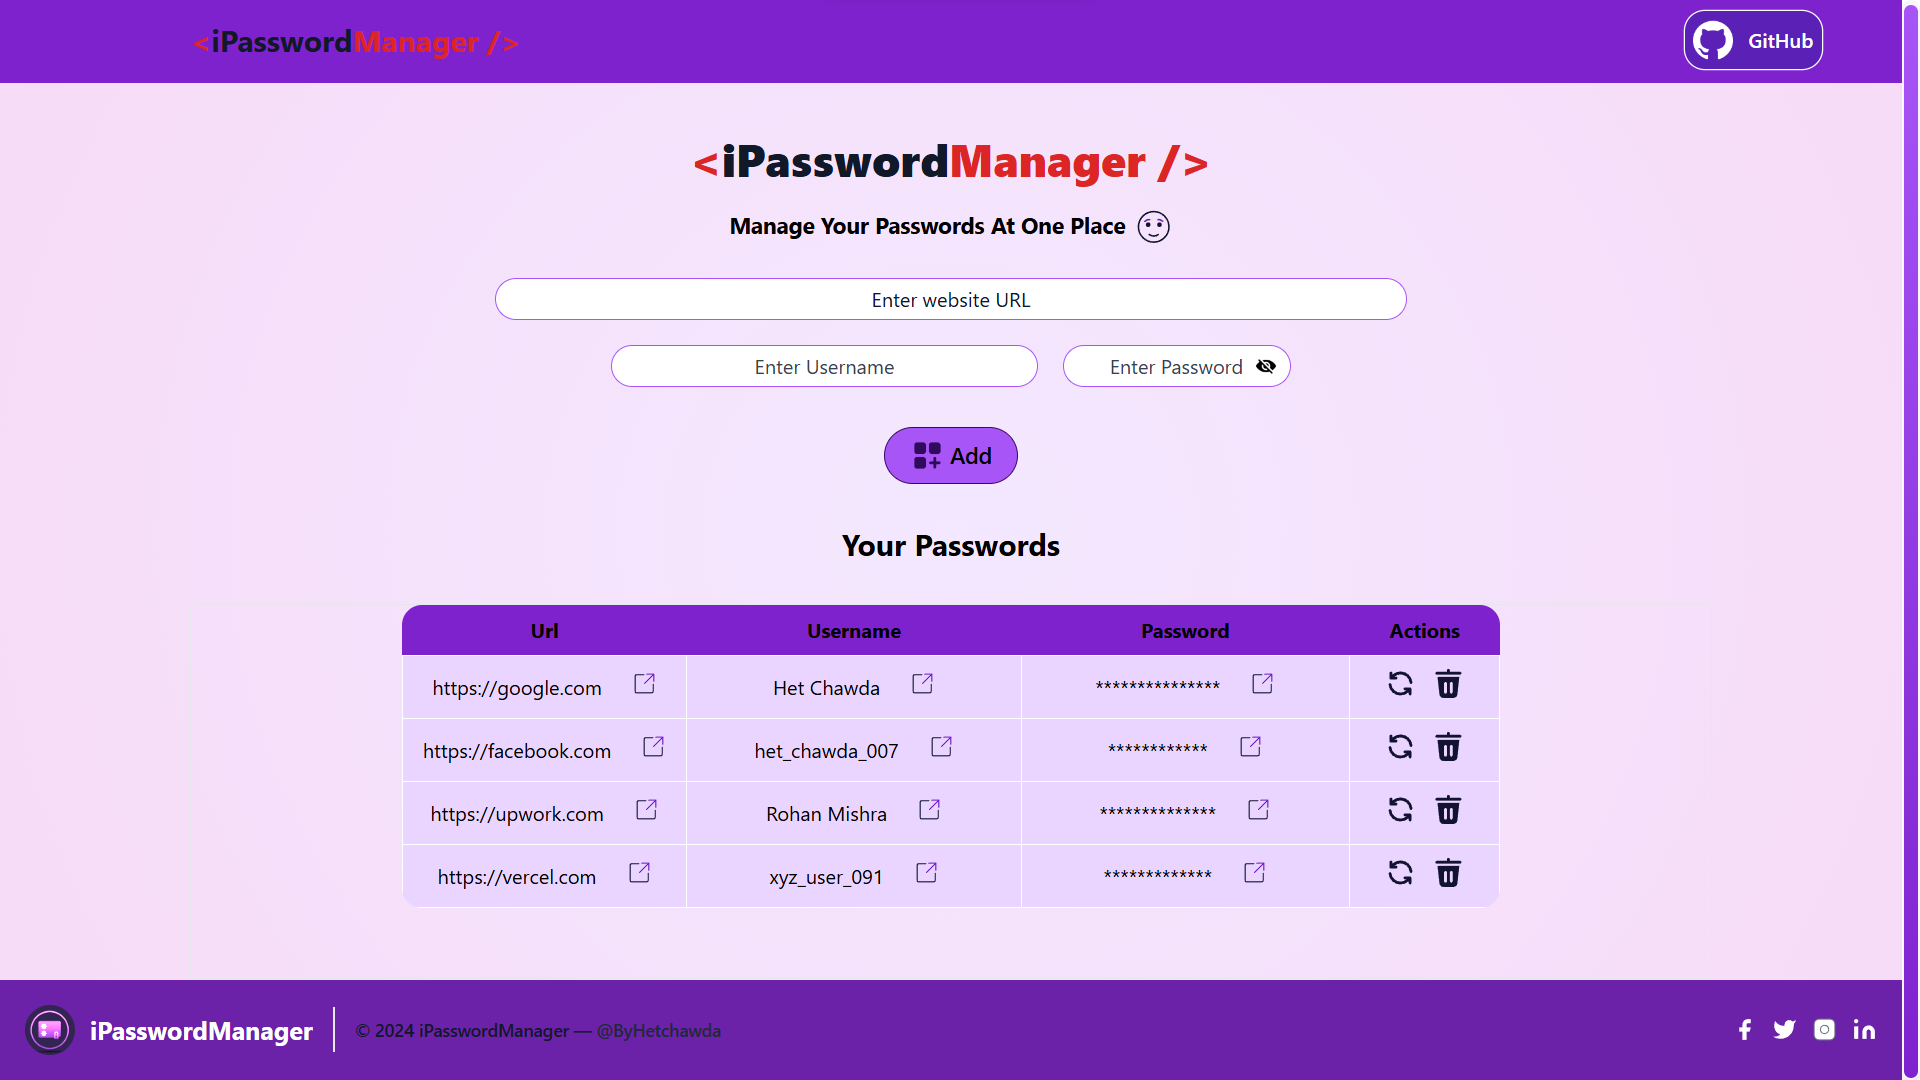 <iPasswordManager />
GitHub
<iPasswordManager />
Manage Your Passwords At One Place
Enter website URL
Enter Username
Enter Password
Add
Your Passwords
Url Username Password Actions
https://google.com Het Chawda ***************
https://facebook.com het_chawda_007 ************
https://upwork.com Rohan Mishra **************
https://vercel.com xyz_user_091 *************
iPasswordManager
© 2024 iPasswordManager — @ByHetchawda